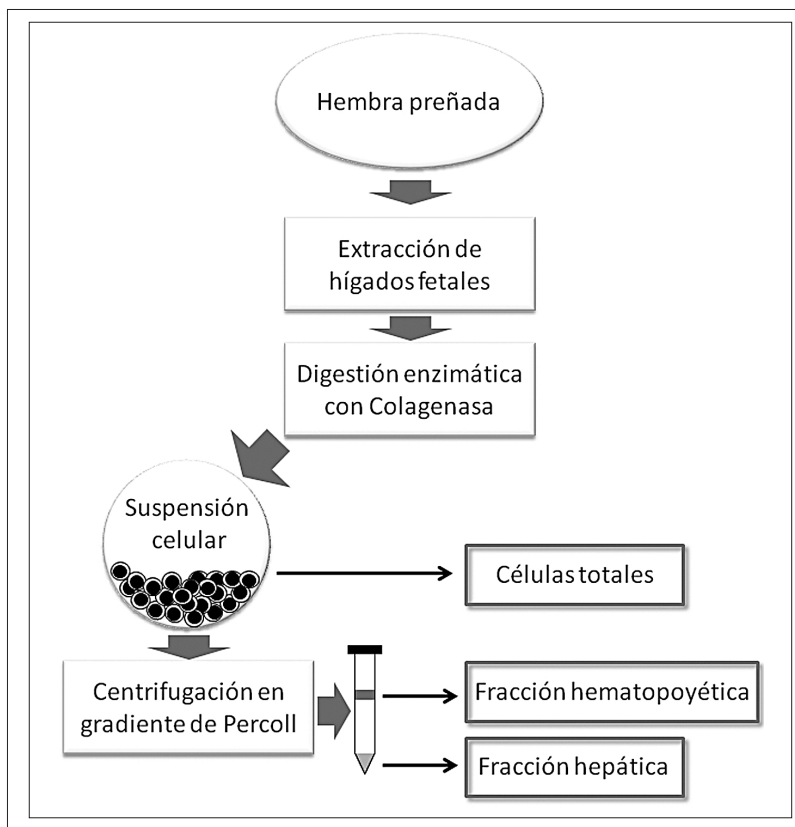 Hembra preñada
Extracción de
hígados fetales
Digestión enzimática
con Colagenasa
Suspensión
celular
Células totales
Centrifugación en
gradiente de Percoll
Fracción hematopoyética
Fracción hepática